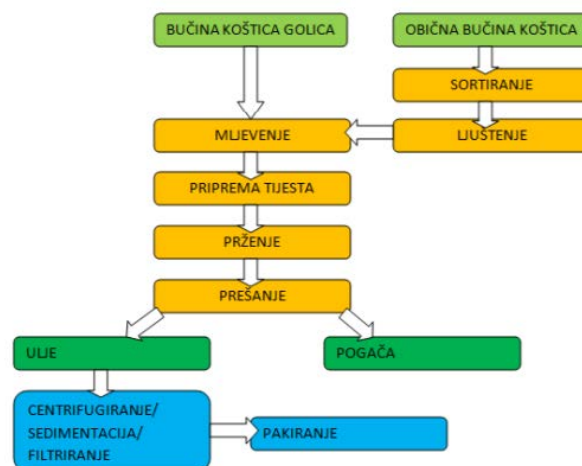 BUČINA KOŠTICA GOLICA
OBIČNA BUČINA KOŠTICA
SORTIRANJE
MLJEVENJE
LJUŠTENJE
PRIPREMA TIJESTA
PRŽENJE
PREŠANJE
ULJE
POGAČA
CENTRIFUGIRANJE/
SEDIMENTACIJA/
FILTRIRANJE
PAKIRANJE